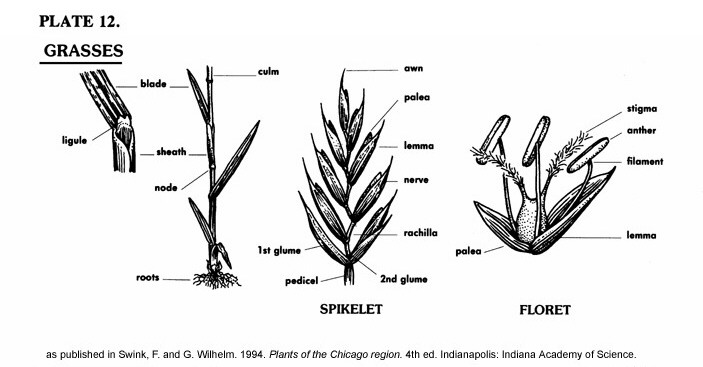 PLATE 12.
GRASSES
blade
culm
ligule
sheath
node
roots
awn
palea
lemma
nerve
rachilla
1st glume
2nd glume
pedicel
SPIKELET
stigma
anther
filament
lemma
palea
FLORET
as published in Swink, F. and G. Wilhelm. 1994. Plants of the Chicago region. 4th ed. Indianapolis: Indiana Academy of Science.